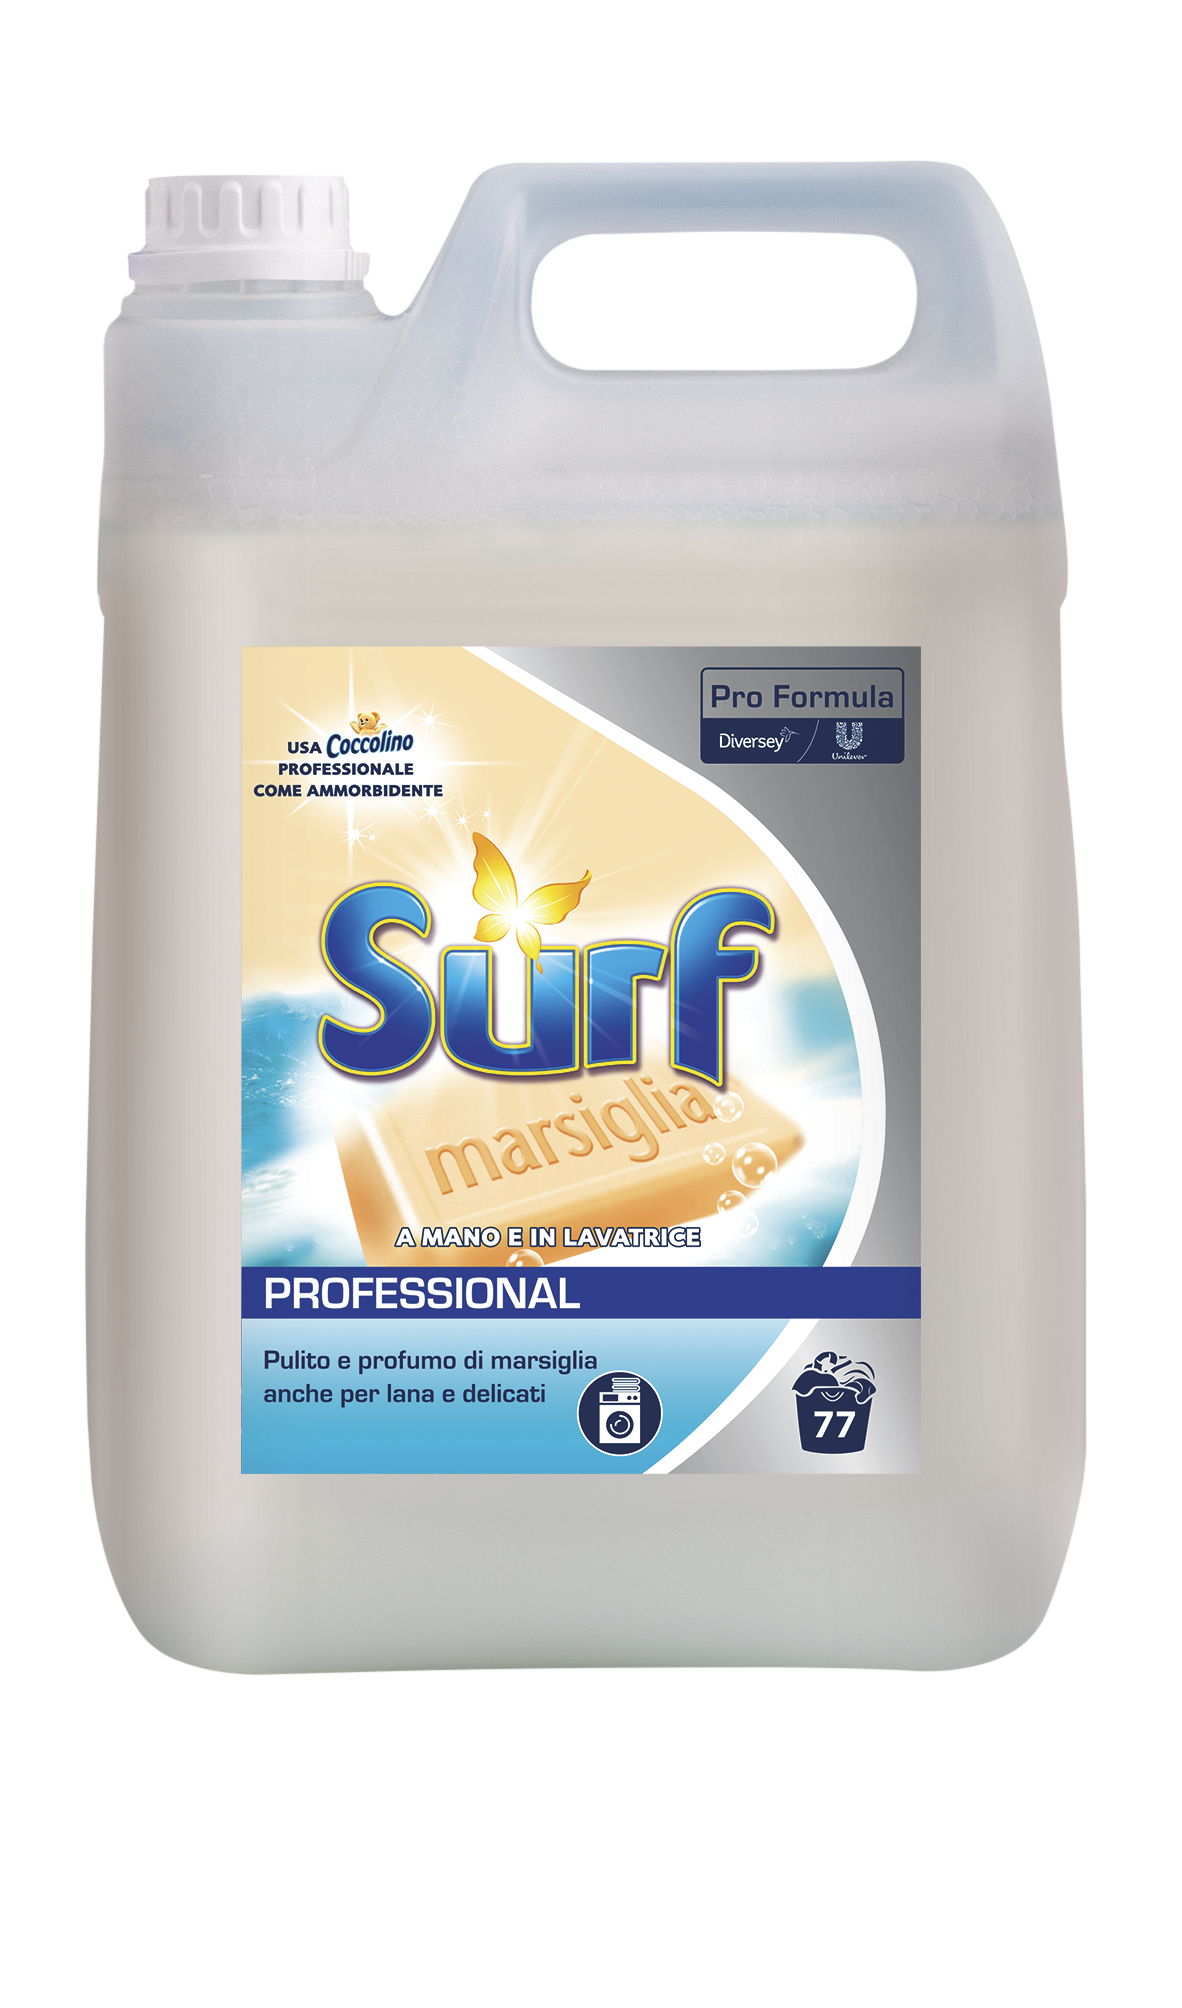 Pro Formula
Diversey
Unilever
USA Coccolino
PROFESSIONALE
COME AMMORBIDENTE
Surf
marsiglia
A MANO E IN LAVATRICE
PROFESSIONAL
Pulito e profumo di marsiglia
anche per lana e delicati
77